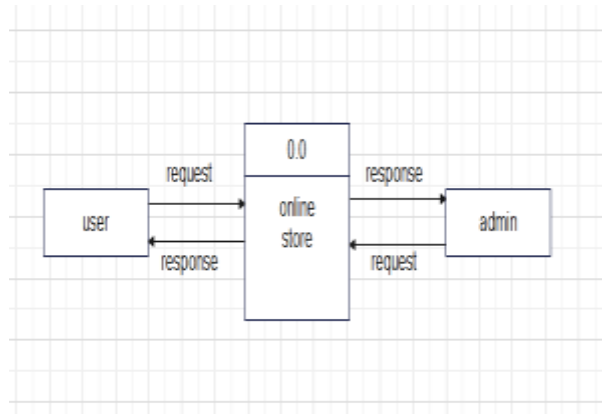 0.0
request
response
user
online
store
admin
response
request